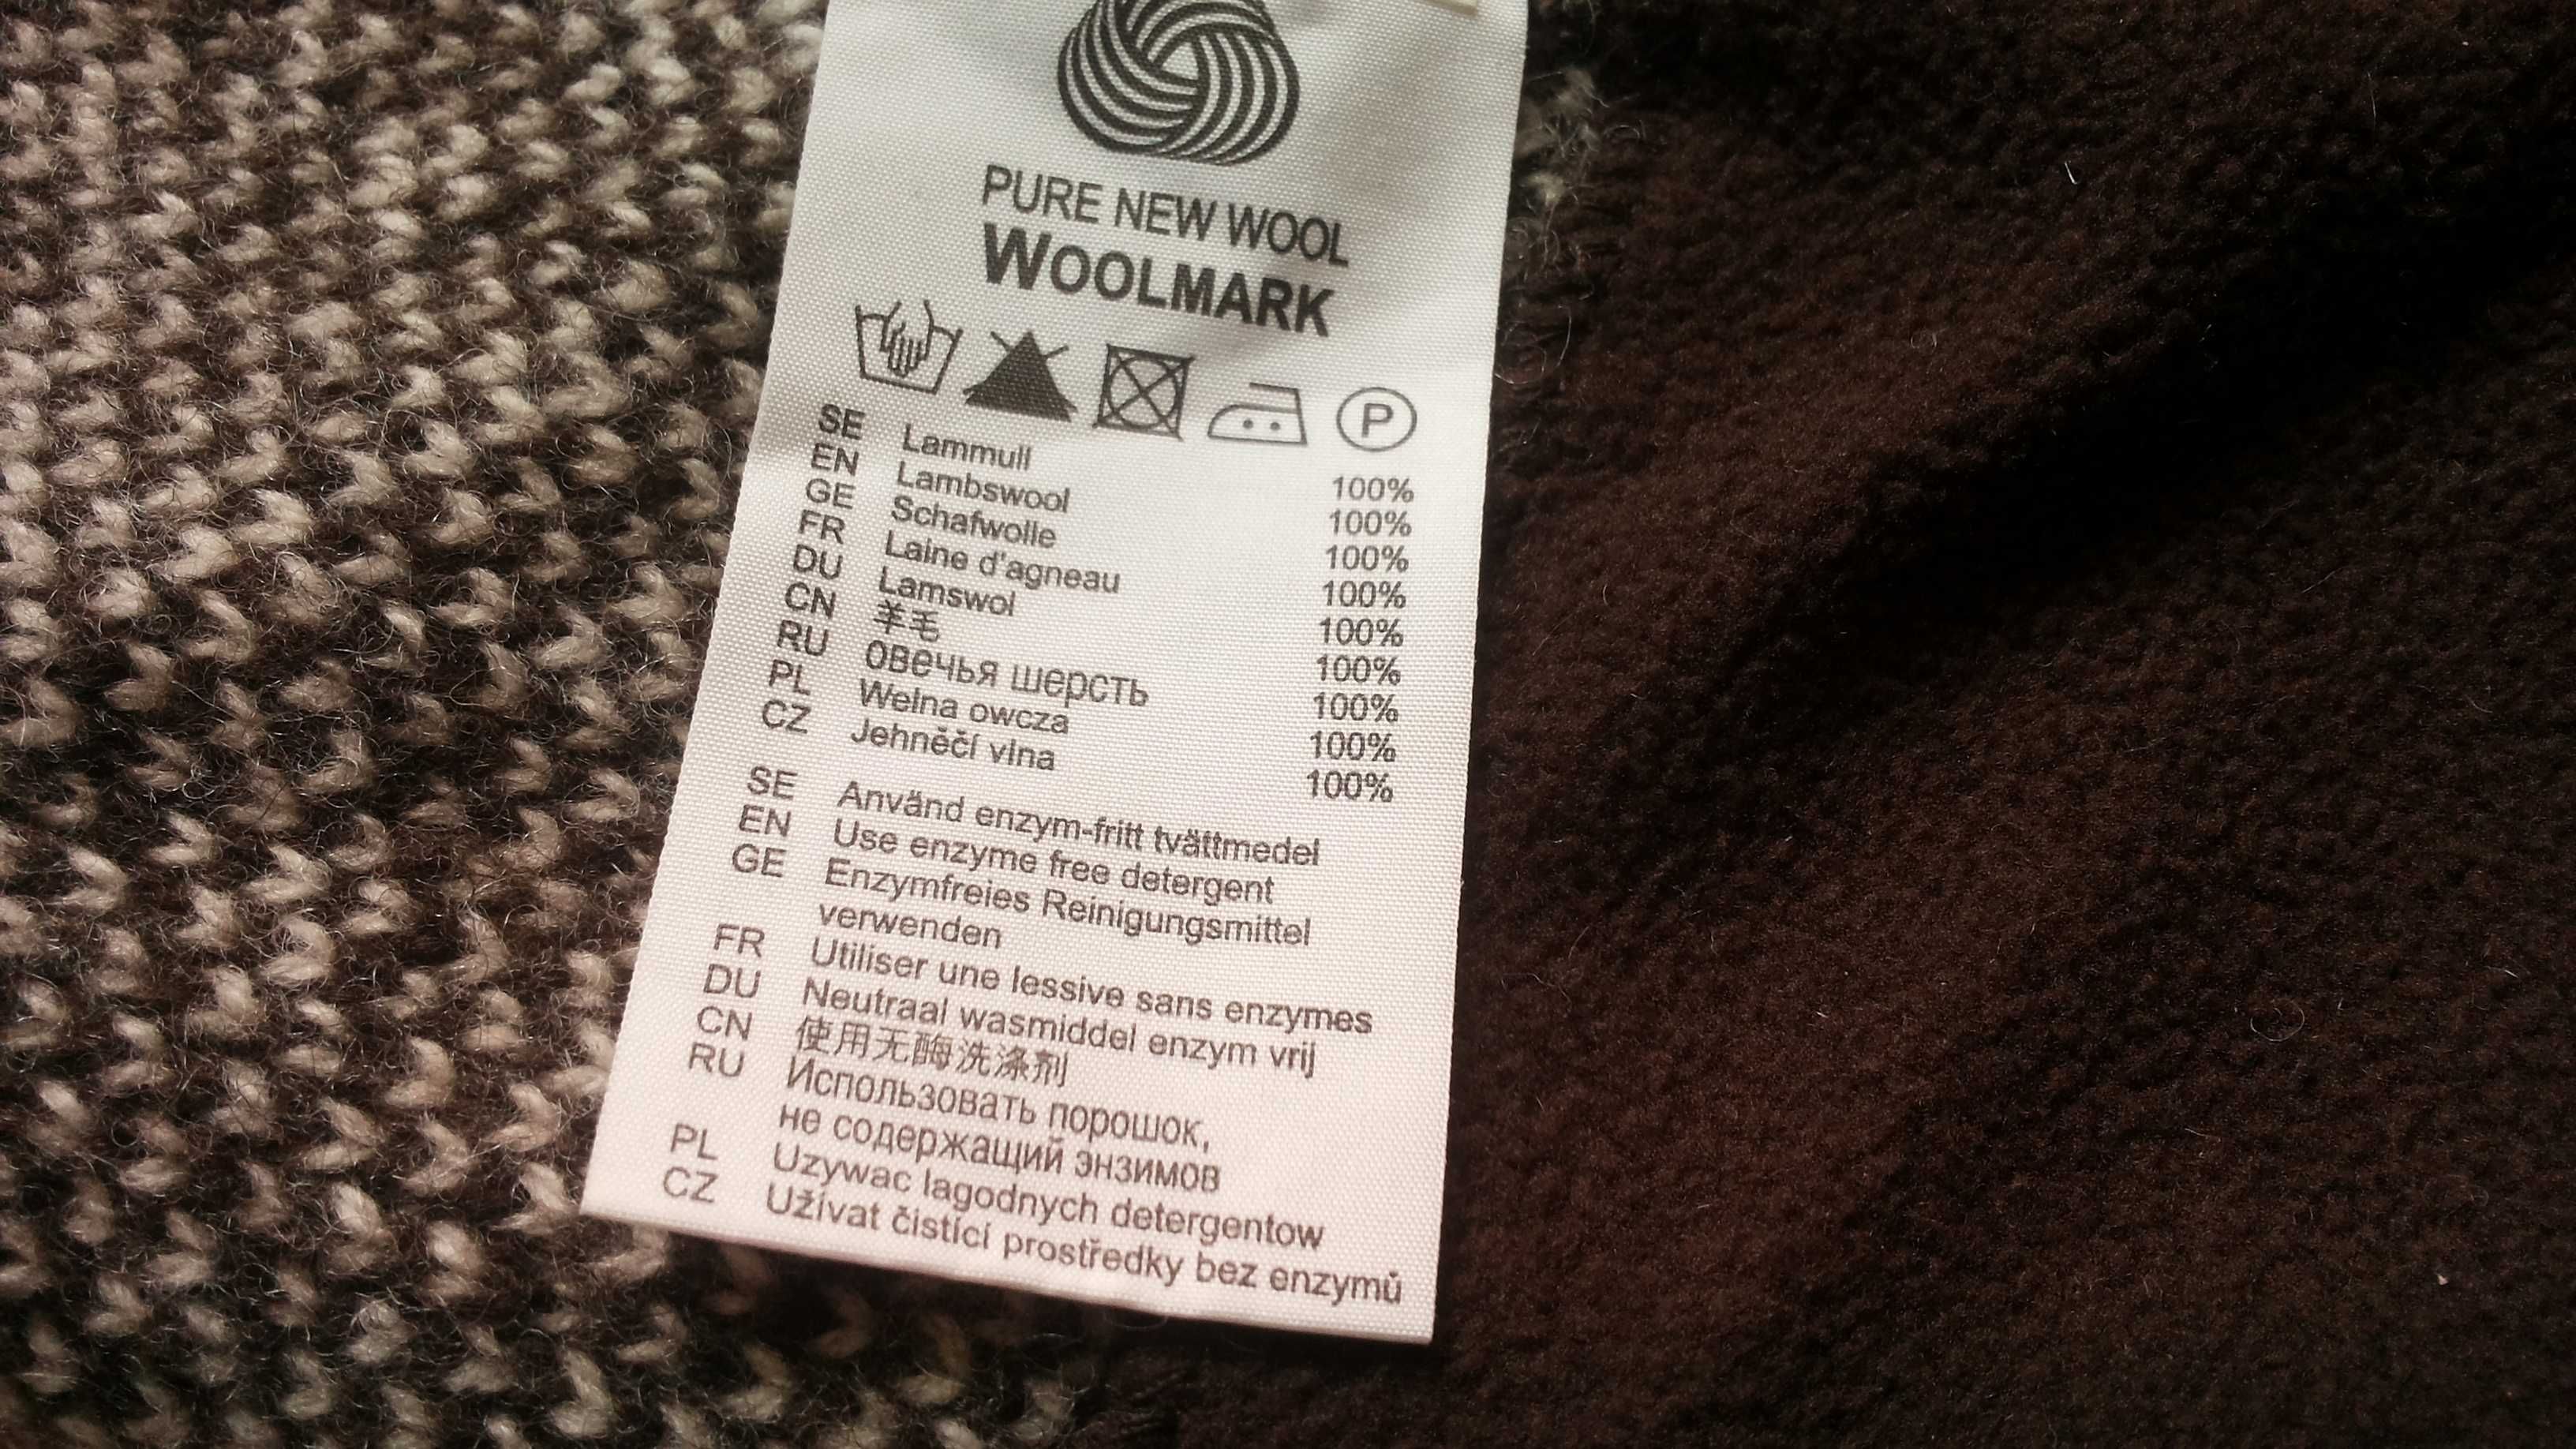 PURE NEW WOOL
WOOLMARK
P
SE Lammull 100%
EN Lambswool 100%
GE Schafwolle 100%
FR Laine d'agneau 100%
DU Lamswol 100%
CN 羊毛 100%
RU овечья шерсть 100%
PL Welna owcza 100%
CZ Jehněčí vlna 100%
SE Använd enzym-fritt tvättmedel
EN Use enzyme free detergent
GE Enzymfreies Reinigungsmittel
verwenden
FR Utiliser une lessive sans enzymes
DU Neutraal wasmiddel enzym vrij
CN 使用无酶洗涤剂
RU Использовать порошок,
не содержащий энзимов
PL Uzywac lagodnych detergentow
CZ Užívat čistící prostředky bez enzymů